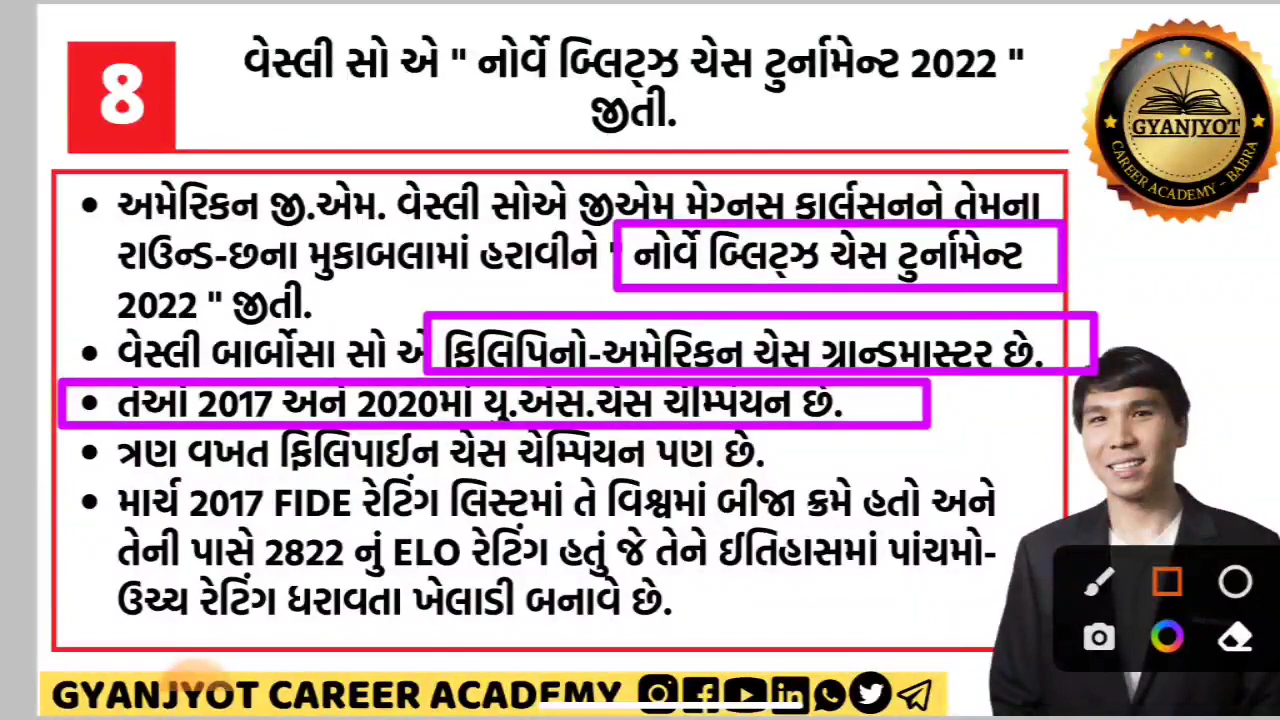 8
વેસ્લી સો એ " નોર્વે બ્લિટ્ઝ ચેસ ટુર્નામેન્ટ 2022 "
જીતી.
GYANJYOT
CAREER ACADEMY - BABRA
• અમેરિકન જી.એમ. વેસ્લી સોએ જીએમ મેગ્નસ કાર્લસનને તેમના
રાઉન્ડ-છના મુકાબલામાં હરાવીને " નોર્વે બ્લિટ્ઝ ચેસ ટુર્નામેન્ટ
2022 " જીતી.
• વેસ્લી બાર્બોસા સો એ ફિલિપિનો-અમેરિકન ચેસ ગ્રાન્ડમાસ્ટર છે.
• તેઓ 2017 અને 2020માં યુ.એસ.ચેસ ચેમ્પિયન છે.
• ત્રણ વખત ફિલિપાઈન ચેસ ચેમ્પિયન પણ છે.
• માર્ચ 2017 FIDE રેટિંગ લિસ્ટમાં તે વિશ્વમાં બીજા ક્રમે હતો અને
તેની પાસે 2822 નું ELO રેટિંગ હતું જે તેને ઈતિહાસમાં પાંચમો-
ઉચ્ચ રેટિંગ ધરાવતા ખેલાડી બનાવે છે.
GYANJYOT CAREER ACADEMY